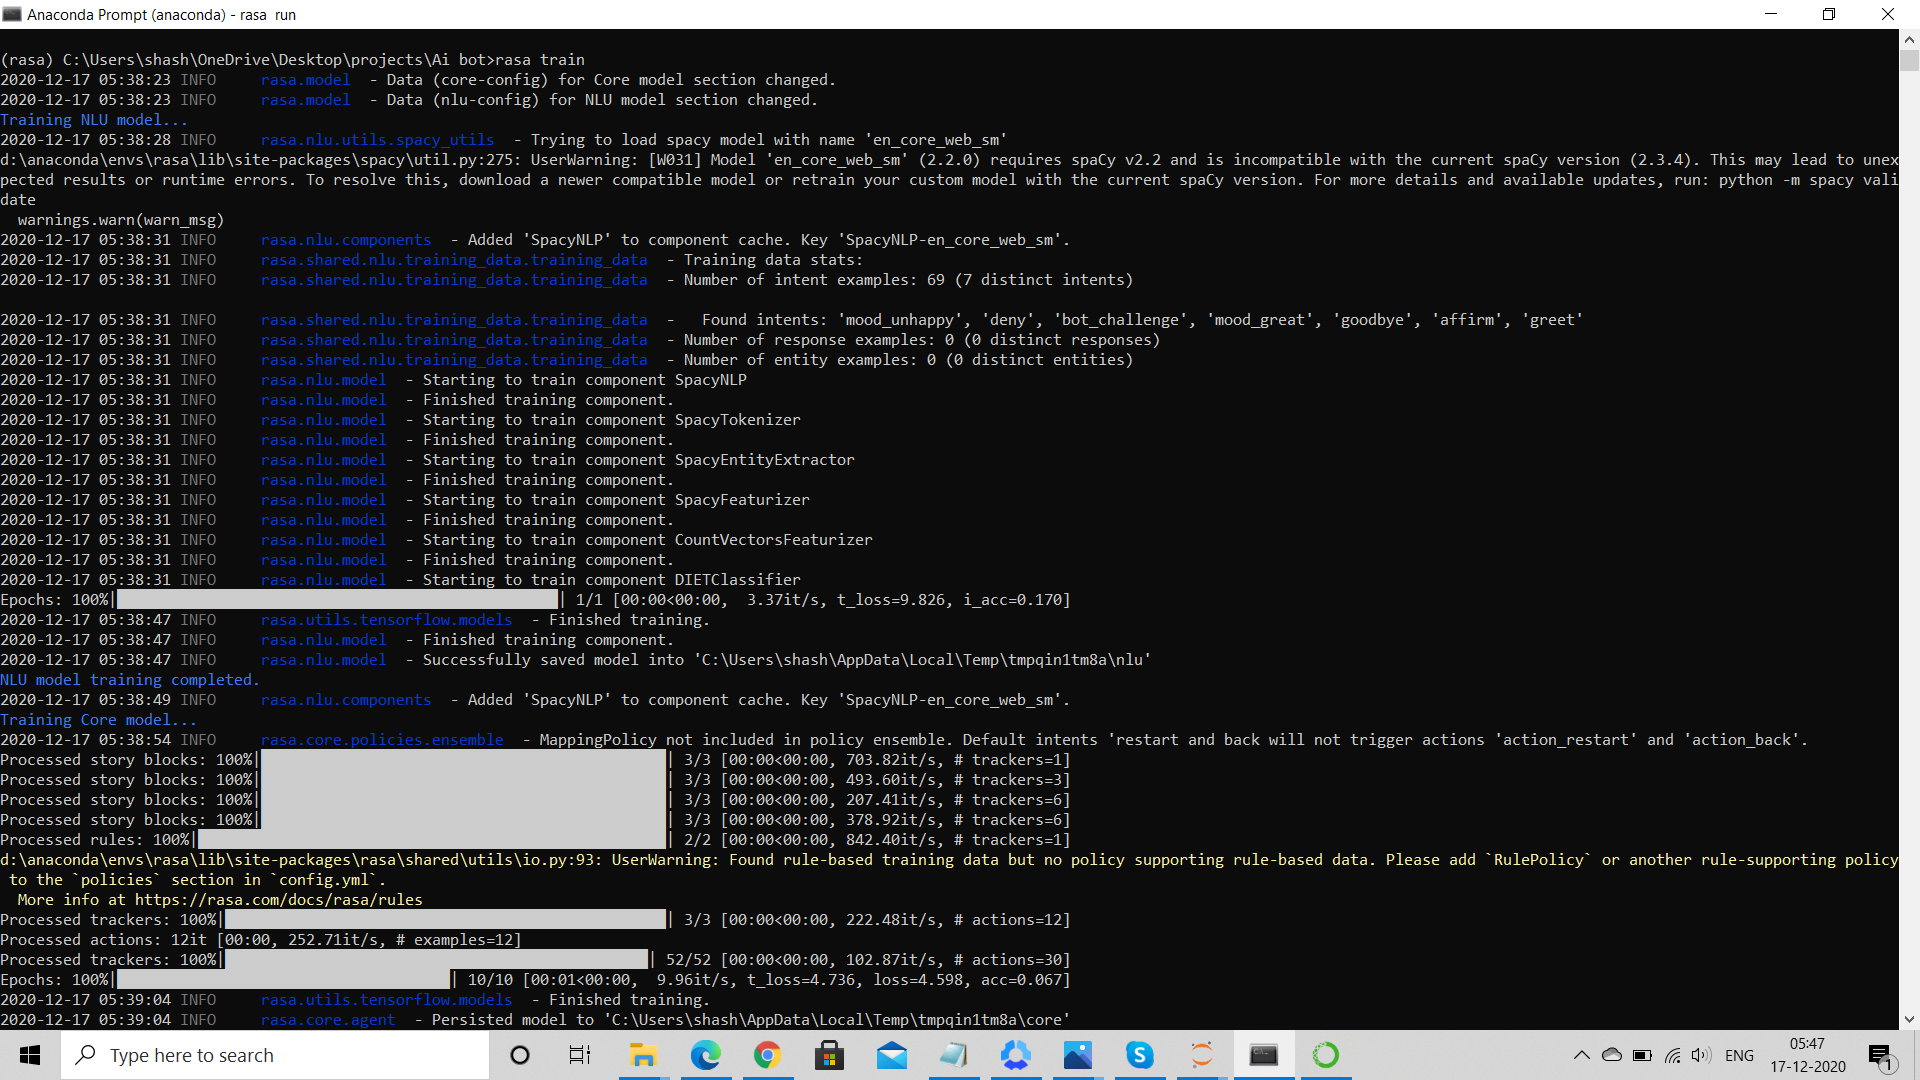 Anaconda Prompt (anaconda) - rasa  run
(rasa) C:\Users\shash\OneDrive\Desktop\projects\Ai bot>rasa train
2020-12-17 05:38:23 INFO     rasa.model  - Data (core-config) for Core model section changed.
2020-12-17 05:38:23 INFO     rasa.model  - Data (nlu-config) for NLU model section changed.
Training NLU model...
2020-12-17 05:38:28 INFO     rasa.nlu.utils.spacy_utils  - Trying to load spacy model with name 'en_core_web_sm'
d:\anaconda\envs\rasa\lib\site-packages\spacy\util.py:275: UserWarning: [W031] Model 'en_core_web_sm' (2.2.0) requires spaCy v2.2 and is incompatible with the current spaCy version (2.3.4). This may lead to unex
pected results or runtime errors. To resolve this, download a newer compatible model or retrain your custom model with the current spaCy version. For more details and available updates, run: python -m spacy vali
date
  warnings.warn(warn_msg)
2020-12-17 05:38:31 INFO     rasa.nlu.components  - Added 'SpacyNLP' to component cache. Key 'SpacyNLP-en_core_web_sm'.
2020-12-17 05:38:31 INFO     rasa.shared.nlu.training_data.training_data  - Training data stats:
2020-12-17 05:38:31 INFO     rasa.shared.nlu.training_data.training_data  - Number of intent examples: 69 (7 distinct intents)
2020-12-17 05:38:31 INFO     rasa.shared.nlu.training_data.training_data  -   Found intents: 'mood_unhappy', 'deny', 'bot_challenge', 'mood_great', 'goodbye', 'affirm', 'greet'
2020-12-17 05:38:31 INFO     rasa.shared.nlu.training_data.training_data  - Number of response examples: 0 (0 distinct responses)
2020-12-17 05:38:31 INFO     rasa.shared.nlu.training_data.training_data  - Number of entity examples: 0 (0 distinct entities)
2020-12-17 05:38:31 INFO     rasa.nlu.model  - Starting to train component SpacyNLP
2020-12-17 05:38:31 INFO     rasa.nlu.model  - Finished training component.
2020-12-17 05:38:31 INFO     rasa.nlu.model  - Starting to train component SpacyTokenizer
2020-12-17 05:38:31 INFO     rasa.nlu.model  - Finished training component.
2020-12-17 05:38:31 INFO     rasa.nlu.model  - Starting to train component SpacyEntityExtractor
2020-12-17 05:38:31 INFO     rasa.nlu.model  - Finished training component.
2020-12-17 05:38:31 INFO     rasa.nlu.model  - Starting to train component SpacyFeaturizer
2020-12-17 05:38:31 INFO     rasa.nlu.model  - Finished training component.
2020-12-17 05:38:31 INFO     rasa.nlu.model  - Starting to train component CountVectorsFeaturizer
2020-12-17 05:38:31 INFO     rasa.nlu.model  - Finished training component.
2020-12-17 05:38:31 INFO     rasa.nlu.model  - Starting to train component DIETClassifier
Epochs: 100%| | 1/1 [00:00<00:00,  3.37it/s, t_loss=9.826, i_acc=0.170]
2020-12-17 05:38:47 INFO     rasa.utils.tensorflow.models  - Finished training.
2020-12-17 05:38:47 INFO     rasa.nlu.model  - Finished training component.
2020-12-17 05:38:47 INFO     rasa.nlu.model  - Successfully saved model into 'C:\Users\shash\AppData\Local\Temp\tmpqin1tm8a\nlu'
NLU model training completed.
2020-12-17 05:38:49 INFO     rasa.nlu.components  - Added 'SpacyNLP' to component cache. Key 'SpacyNLP-en_core_web_sm'.
Training Core model...
2020-12-17 05:38:54 INFO     rasa.core.policies.ensemble  - MappingPolicy not included in policy ensemble. Default intents 'restart and back will not trigger actions 'action_restart' and 'action_back'.
Processed story blocks: 100%| | 3/3 [00:00<00:00, 703.82it/s, # trackers=1]
Processed story blocks: 100%| | 3/3 [00:00<00:00, 493.60it/s, # trackers=3]
Processed story blocks: 100%| | 3/3 [00:00<00:00, 207.41it/s, # trackers=6]
Processed story blocks: 100%| | 3/3 [00:00<00:00, 378.92it/s, # trackers=6]
Processed rules: 100%| | 2/2 [00:00<00:00, 842.40it/s, # trackers=1]
d:\anaconda\envs\rasa\lib\site-packages\rasa\shared\utils\io.py:93: UserWarning: Found rule-based training data but no policy supporting rule-based data. Please add `RulePolicy` or another rule-supporting policy
 to the `policies` section in `config.yml`.
  More info at https://rasa.com/docs/rasa/rules
Processed trackers: 100%| | 3/3 [00:00<00:00, 222.48it/s, # actions=12]
Processed actions: 12it [00:00, 252.71it/s, # examples=12]
Processed trackers: 100%| | 52/52 [00:00<00:00, 102.87it/s, # actions=30]
Epochs: 100%| | 10/10 [00:01<00:00,  9.96it/s, t_loss=4.736, loss=4.598, acc=0.067]
2020-12-17 05:39:04 INFO     rasa.utils.tensorflow.models  - Finished training.
2020-12-17 05:39:04 INFO     rasa.core.agent  - Persisted model to 'C:\Users\shash\AppData\Local\Temp\tmpqin1tm8a\core'
Type here to search
ENG
05:47
17-12-2020
1